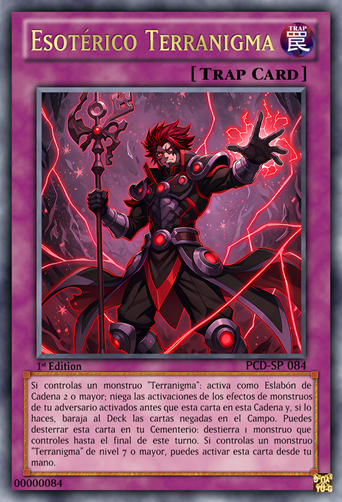 ESOTÉRICO TERRANIGMA
TRAP
罠
[ TRAP CARD ]
1st Edition
PCD-SP 084
Si controlas un monstruo "Terranigma": activa como Eslabón de
Cadena 2 o mayor; niega las activaciones de los efectos de monstruos
de tu adversario activados antes que esta carta en esta Cadena y, si lo
haces, baraja al Deck las cartas negadas en el Campo. Puedes
desterrar esta carta en tu Cementerio: destierra 1 monstruo que
controles hasta el final de este turno. Si controlas un monstruo
"Terranigma" de nivel 7 o mayor, puedes activar esta carta desde tu
mano.
00000084